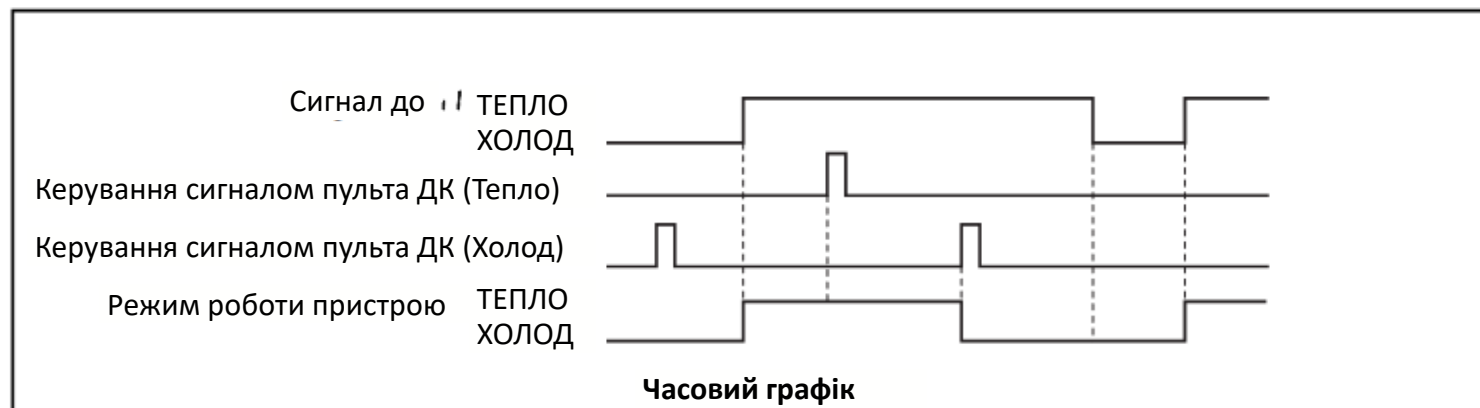 Сигнал до ТЕПЛО
ХОЛОД
Керування сигналом пульта ДК (Тепло)
Керування сигналом пульта ДК (Холод)
Режим роботи пристрою ТЕПЛО
ХОЛОД
Часовий графік